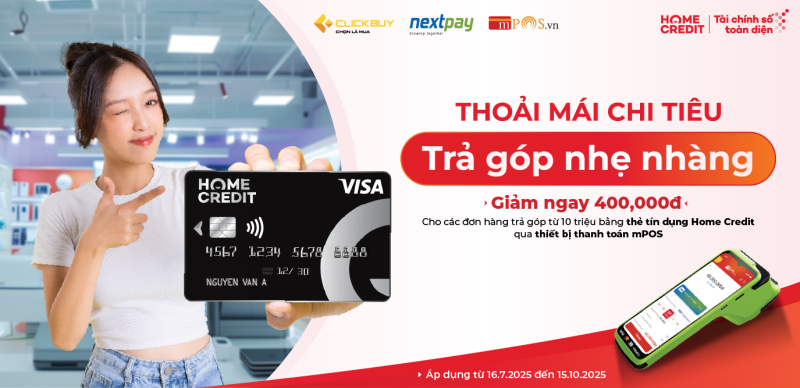 CLICKBUY
CHỌN LÀ MUA
nextpay
Growing together
mPOS.vn
HOME CREDIT
Tài chính số toàn diện
THOẢI MÁI CHI TIÊU
Trả góp nhẹ nhàng
Giảm ngay 400,000đ
Cho các đơn hàng trả góp từ 10 triệu bằng thẻ tín dụng Home Credit
qua thiết bị thanh toán mPOS
HOME CREDIT
VISA
4567 1234 5678 8888
12/30
NGUYEN VAN A
Áp dụng từ 16.7.2025 đến 15.10.2025